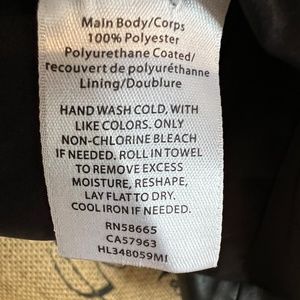 Main Body/Corps
100% Polyester
Polyurethane Coated/
recouvert de polyuréthanne
Lining/Doublure
HAND WASH COLD, WITH
LIKE COLORS. ONLY
NON-CHLORINE BLEACH
IF NEEDED. ROLL IN TOWEL
TO REMOVE EXCESS
MOISTURE, RESHAPE,
LAY FLAT TO DRY.
COOL IRON IF NEEDED.
RN58665
CA57963
HL348059MJ